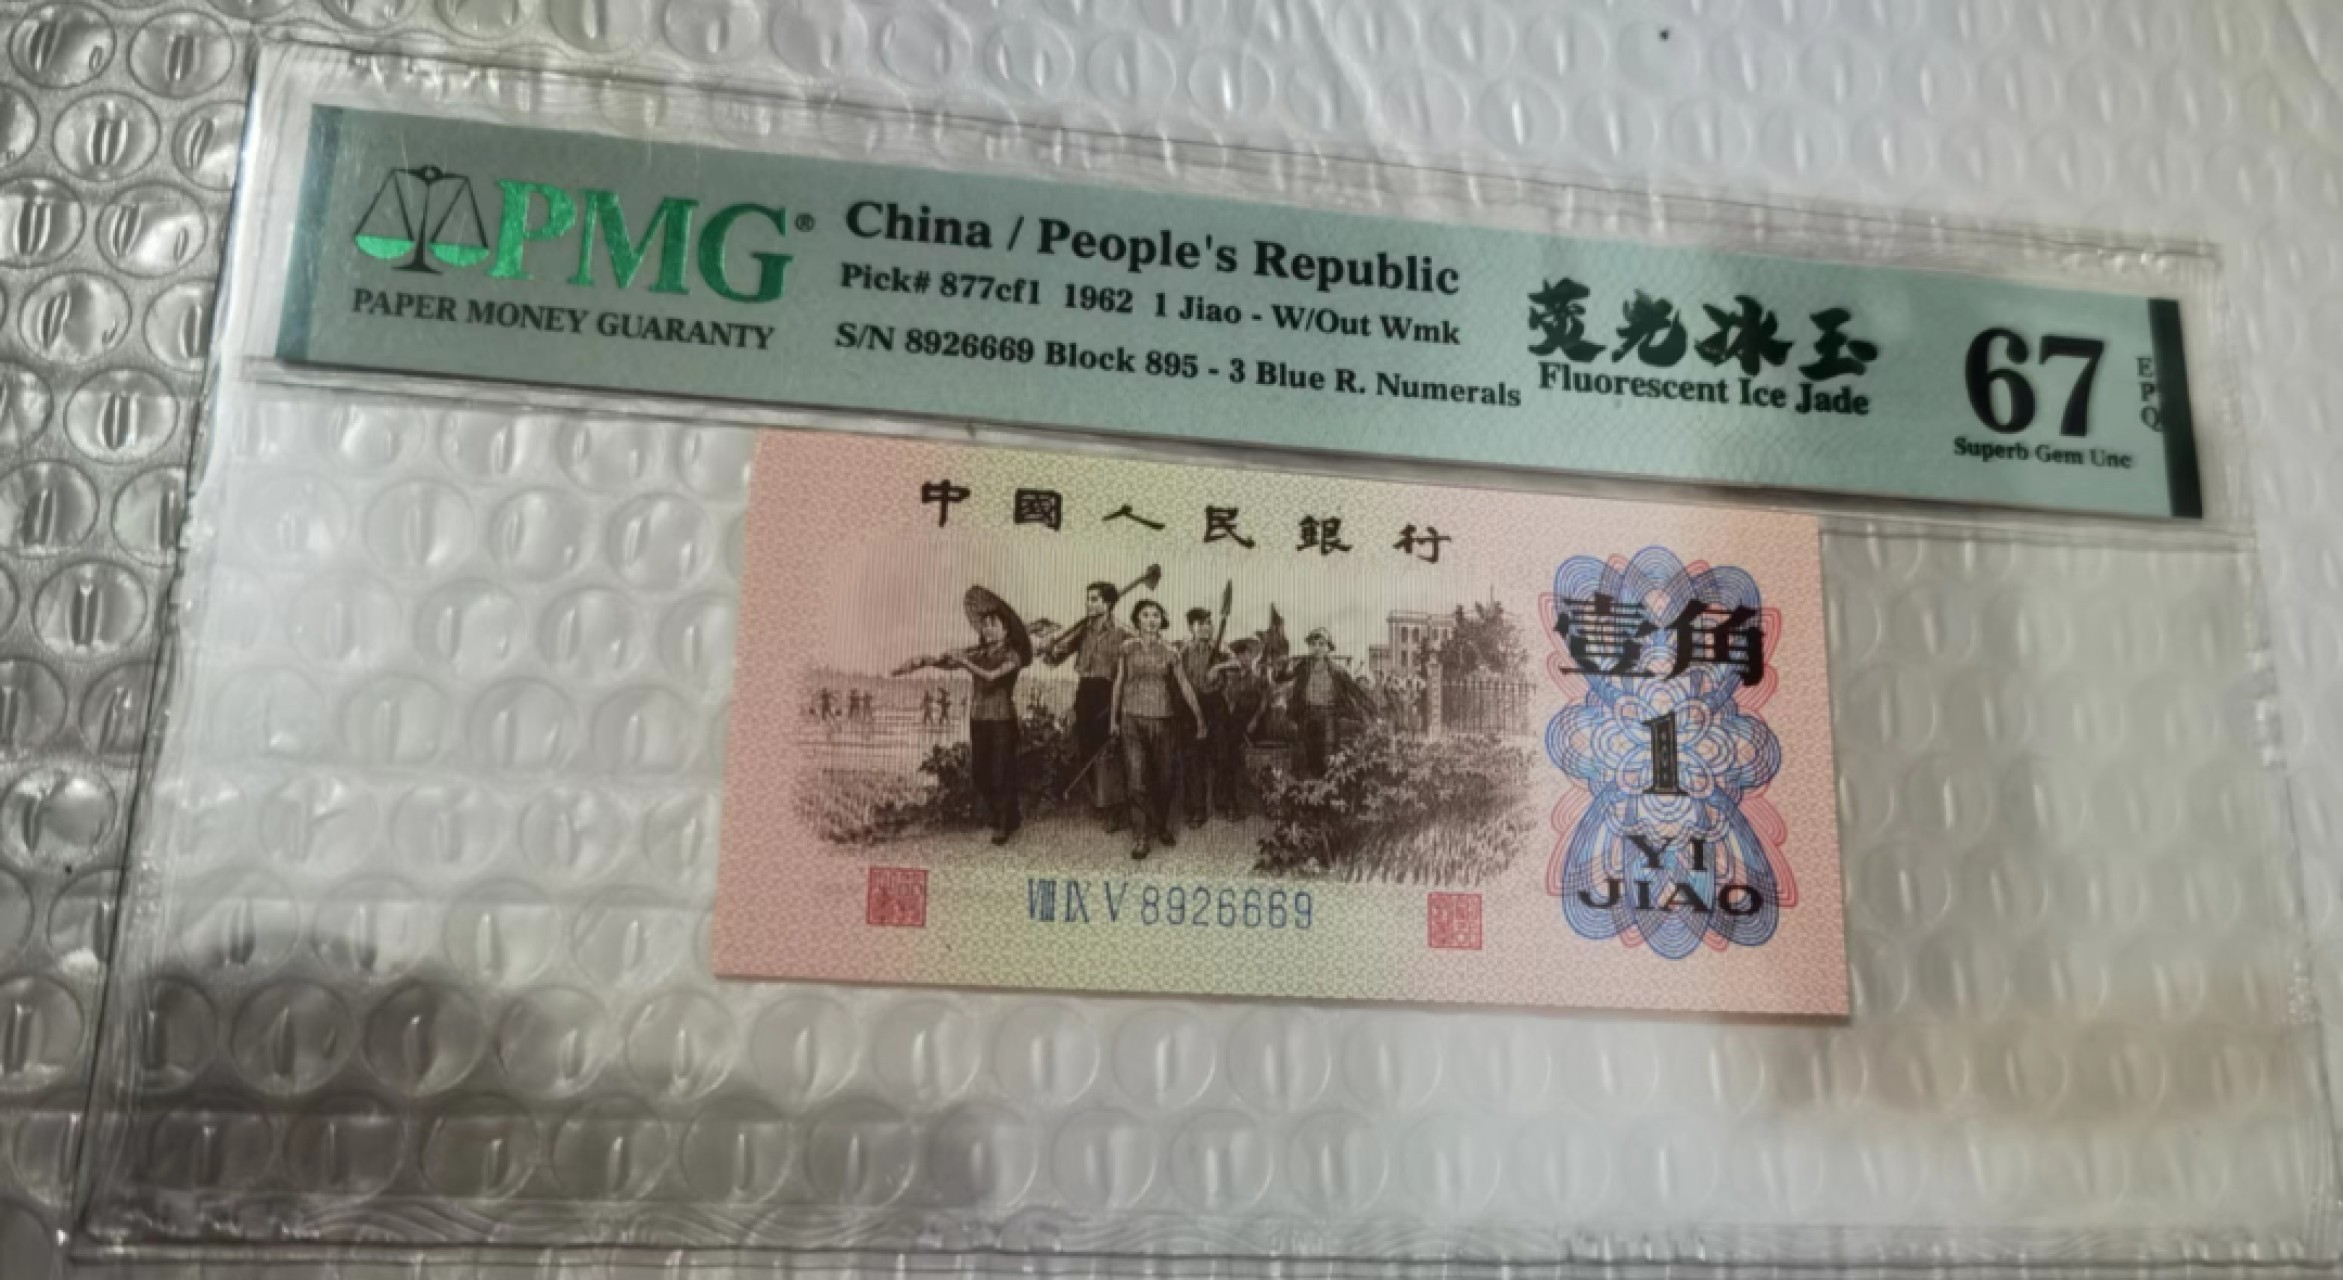 PMG®
PAPER MONEY GUARANTY
China / People's Republic
Pick# 877cf1 1962 1 Jiao - W/Out Wmk
S/N 8926669 Block 895 - 3 Blue R. Numerals
荧光冰玉
Fluorescent Ice Jade
67
EPQ
Superb Gem Unc
中國人民銀行
壹角
1
YI
JIAO
VIII IX V 8926669